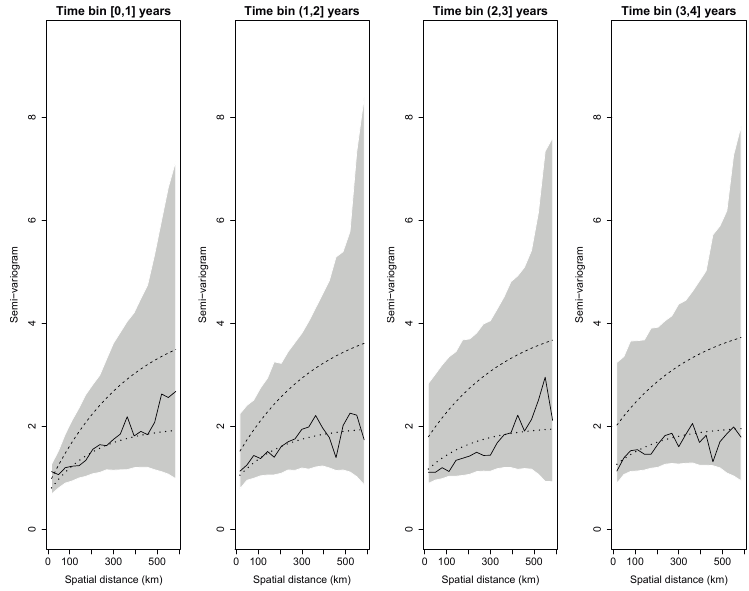 Time bin [0,1] years
Time bin (1,2] years
Time bin (2,3] years
Time bin (3,4] years
Semi−variogram
0 2 4 6 8
0 100 300 500
Spatial distance (km)
Semi−variogram
0 2 4 6 8
0 100 300 500
Spatial distance (km)
Semi−variogram
0 2 4 6 8
0 100 300 500
Spatial distance (km)
Semi−variogram
0 2 4 6 8
0 100 300 500
Spatial distance (km)